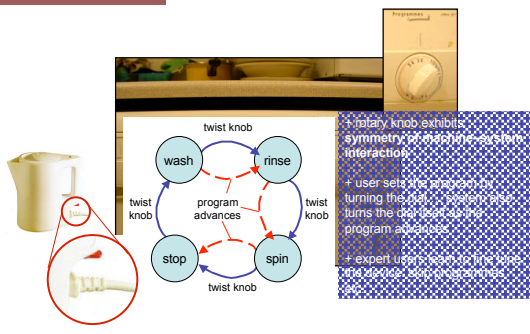 Programmes
twist knob
wash
rinse
+ rotary knob exhibits
symmetry of machine-system
interaction
twist
knob
program
advances
twist
knob
+ user sets the program by
turning the dial, system also
turns the dial itself as the
program advances
stop
spin
twist knob
+ expert users learn to fine tune
the device, skip programmes
etc.